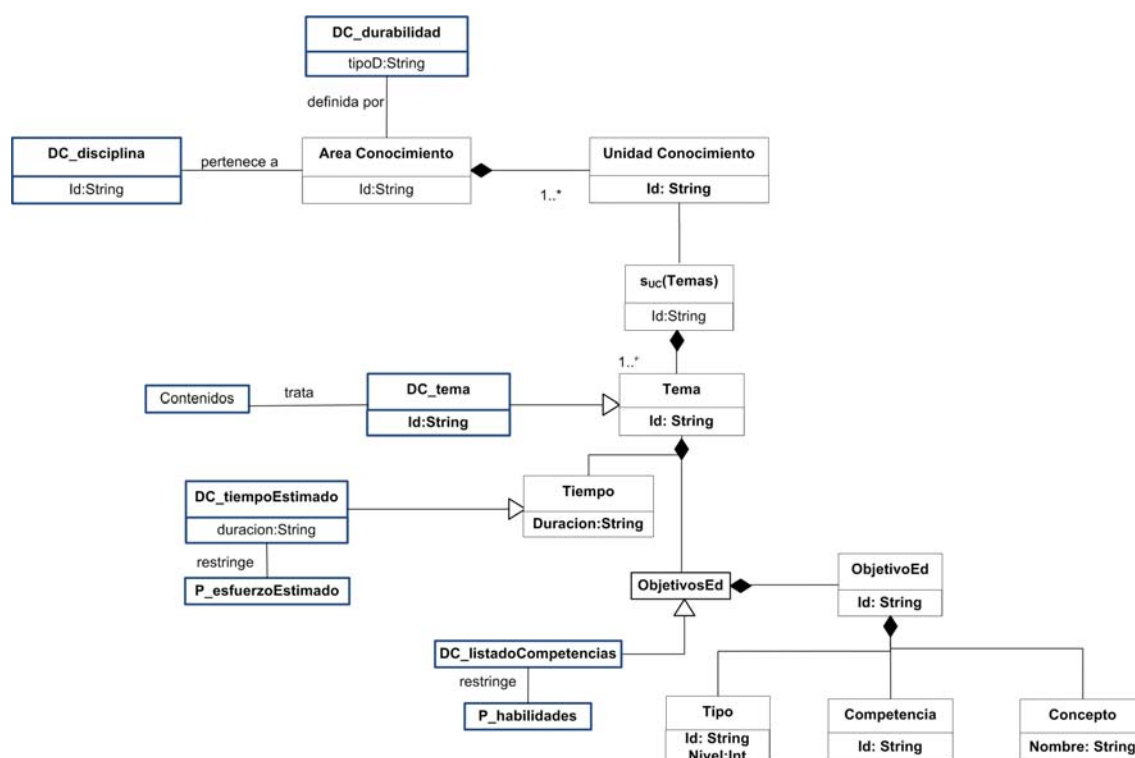 DC_durabilidad
tipoD:String
definida por
DC_disciplina
Id:String
pertenece a
Area Conocimiento
Id:String
1..*
Unidad Conocimiento
Id: String
sUC(Temas)
Id:String
1..*
Contenidos
trata
DC_tema
Id:String
Tema
Id: String
DC_tiempoEstimado
duracion:String
Tiempo
Duracion:String
restringe
P_esfuerzoEstimado
ObjetivosEd
ObjetivoEd
Id: String
DC_listadoCompetencias
restringe
P_habilidades
Tipo
Id: String
Nivel:Int
Competencia
Id: String
Concepto
Nombre: String